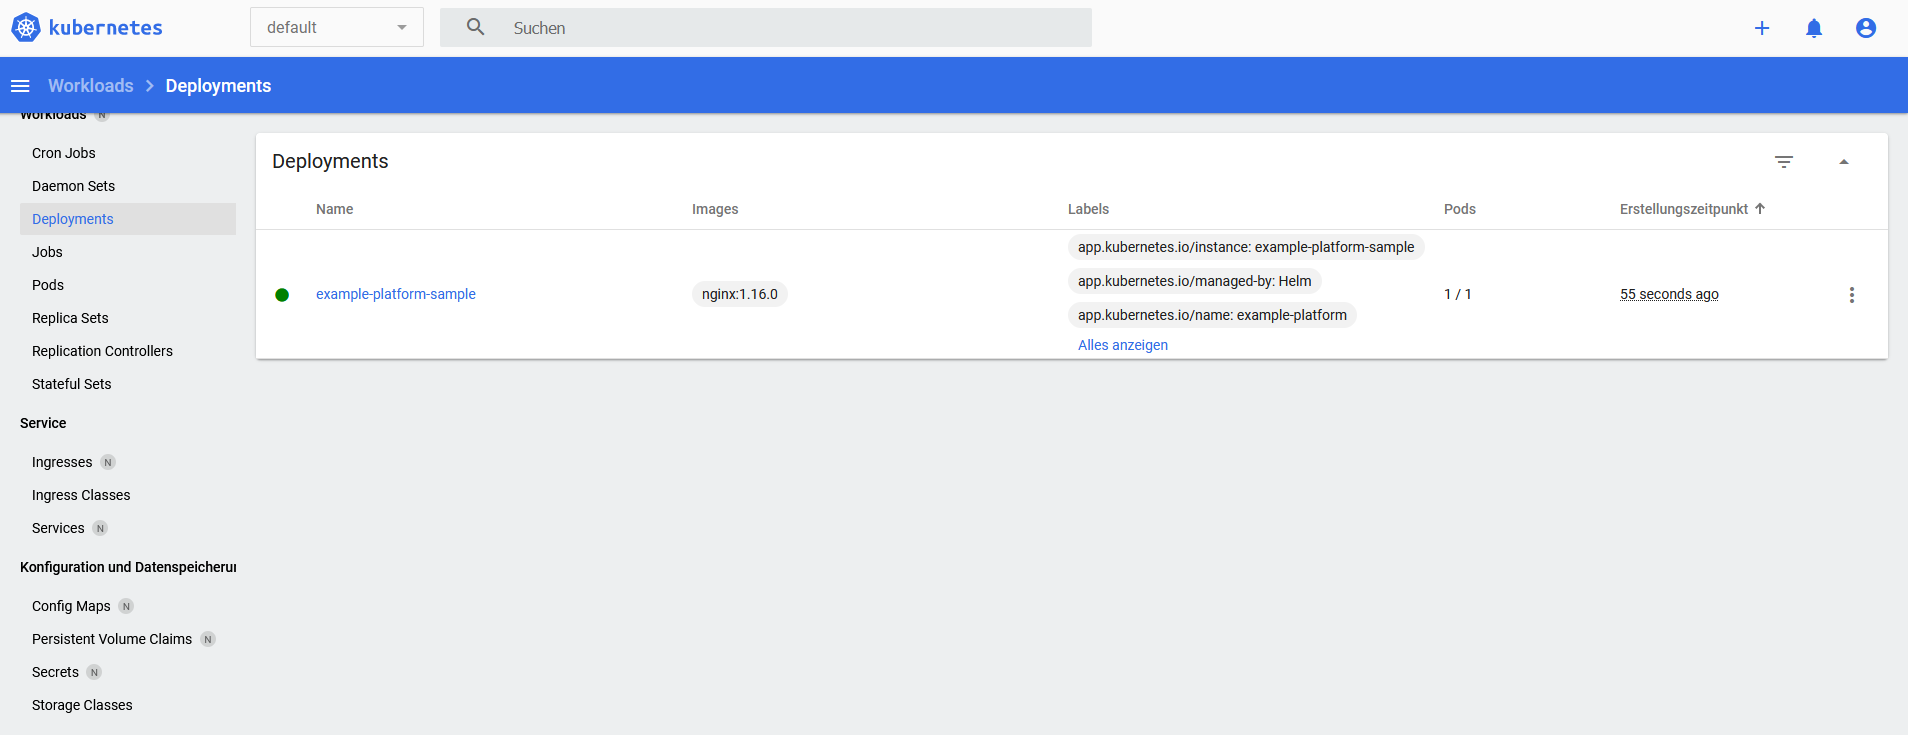 kubernetes
default
Suchen
Workloads
Deployments
Workloads N
Cron Jobs
Daemon Sets
Deployments
Jobs
Pods
Replica Sets
Replication Controllers
Stateful Sets
Service
Ingresses N
Ingress Classes
Services N
Konfiguration und Datenspeicheru
Config Maps N
Persistent Volume Claims N
Secrets N
Storage Classes
Deployments
Name Images Labels Pods Erstellungszeitpunkt
example-platform-sample
nginx:1.16.0
app.kubernetes.io/instance: example-platform-sample
app.kubernetes.io/managed-by: Helm
app.kubernetes.io/name: example-platform
Alles anzeigen
1 / 1
55 seconds ago